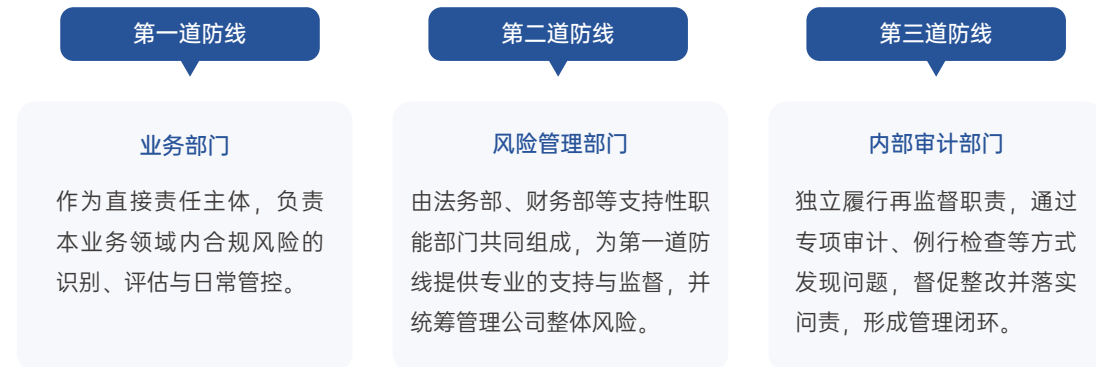 第一道防线
业务部门
作为直接责任主体，负责
本业务领域内合规风险的
识别、评估与日常管控。
第二道防线
风险管理部门
由法务部、财务部等支持性职
能部门共同组成，为第一道防
线提供专业的支持与监督，并
统筹管理公司整体风险。
第三道防线
内部审计部门
独立履行再监督职责，通过
专项审计、例行检查等方式
发现问题，督促整改并落实
问责，形成管理闭环。